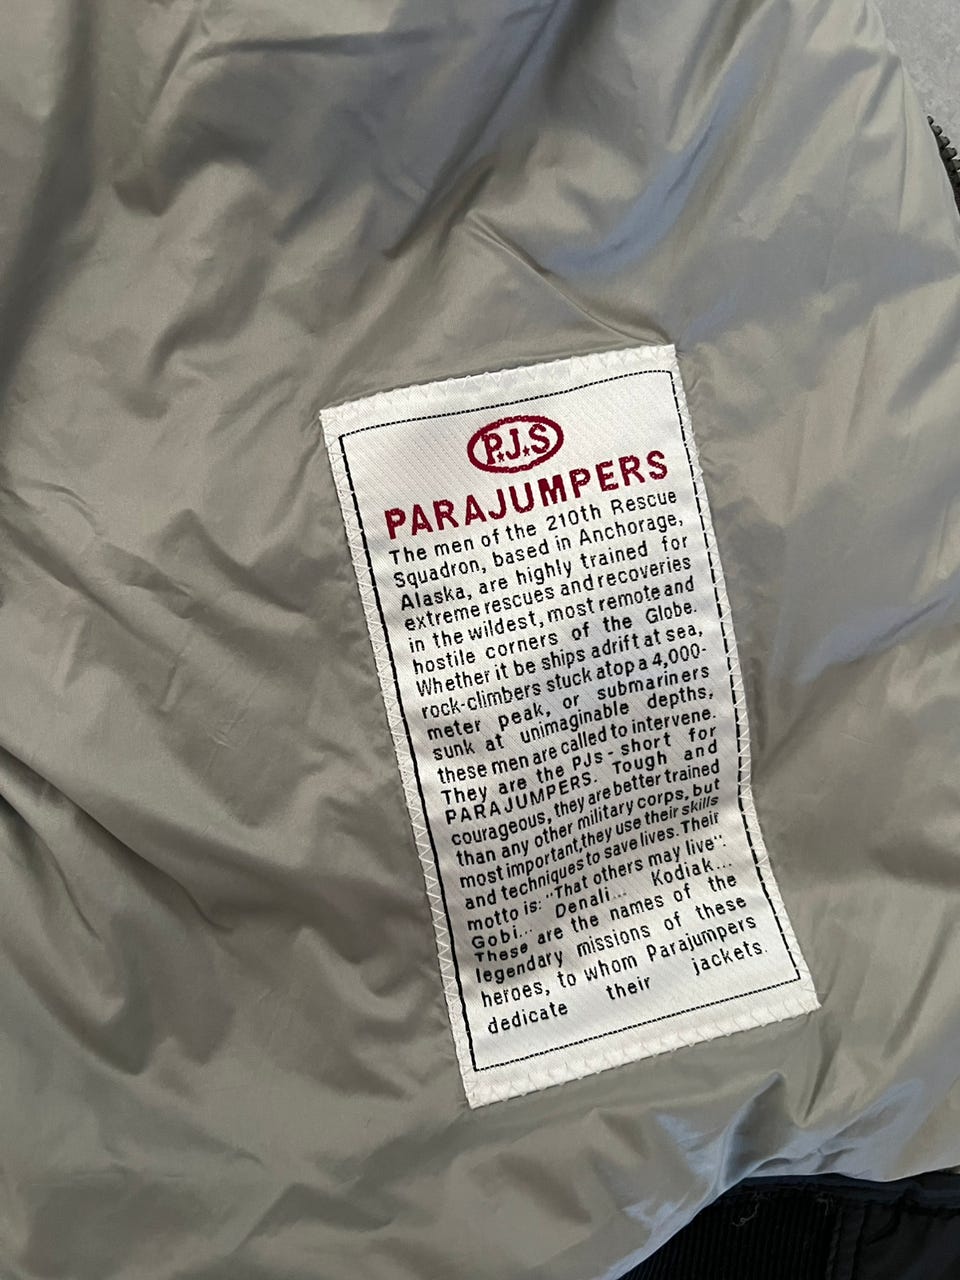 P.J.S
PARAJUMPERS
The men of the 210th Rescue
Squadron, based in Anchorage,
Alaska, are highly trained for
extreme rescues and recoveries
in the wildest, most remote and
hostile corners of the Globe.
Whether it be ships adrift at sea,
rock-climbers stuck atop a 4,000-
meter peak, or submariners
sunk at unimaginable depths,
these men are called to intervene.
They are the PJs - short for
PARAJUMPERS. Tough and
courageous, they are better trained
than any other military corps, but
most important, they use their skills
and techniques to save lives. Their
motto is: "That others may live":
Gobi... Denali... Kodiak...
These are the names of the
legendary missions of these
heroes, to whom Parajumpers
dedicate their jackets.